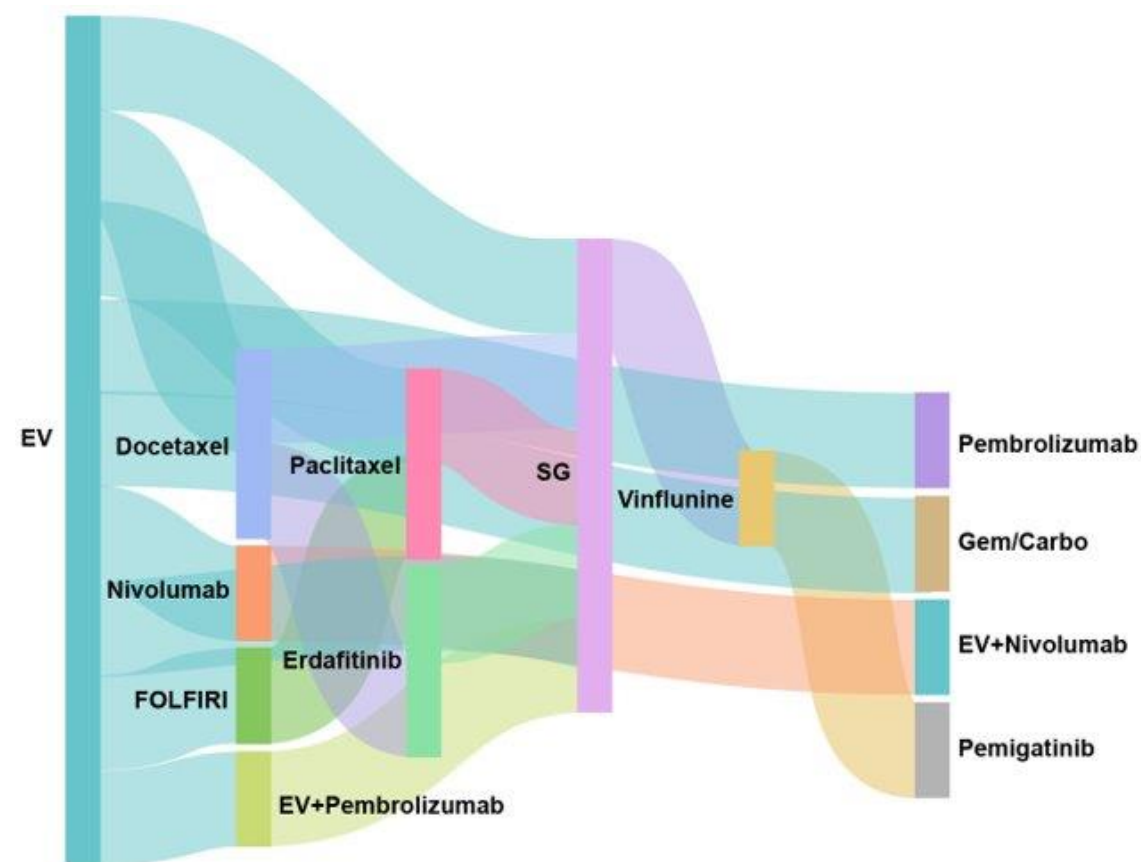 EV
Docetaxel
Nivolumab
FOLFIRI
EV+Pembrolizumab
Paclitaxel
Erdafitinib
SG
Vinflunine
Pembrolizumab
Gem/Carbo
EV+Nivolumab
Pemigatinib